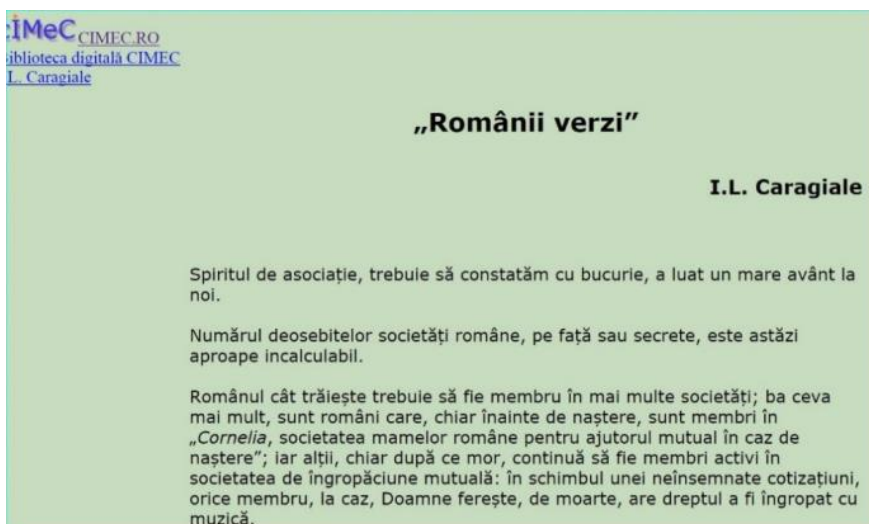 CIMEC.RO
Biblioteca digitală CIMEC
I.L. Caragiale
„Românii verzi”
I.L. Caragiale
Spiritul de asociație, trebuie să constatăm cu bucurie, a luat un mare avânt la
noi.
Numărul deosebitelor societăți române, pe față sau secrete, este astăzi
aproape incalculabil.
Românul cât trăiește trebuie să fie membru în mai multe societăți; ba ceva
mai mult, sunt români care, chiar înainte de naștere, sunt membri în
„Cornelia, societatea mamelor române pentru ajutorul mutual în caz de
naștere”; iar alții, chiar după ce mor, continuă să fie membri activi în
societatea de îngropăciune mutuală: în schimbul unei neînsemnate cotizațiuni,
orice membru, la caz, Doamne ferește, de moarte, are dreptul a fi îngropat cu
muzică.